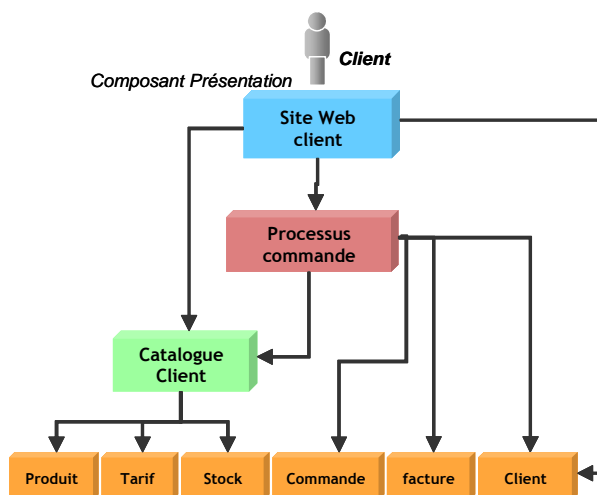 Client
Composant Présentation
Site Web
client
Processus
commande
Catalogue
Client
Produit
Tarif
Stock
Commande
facture
Client